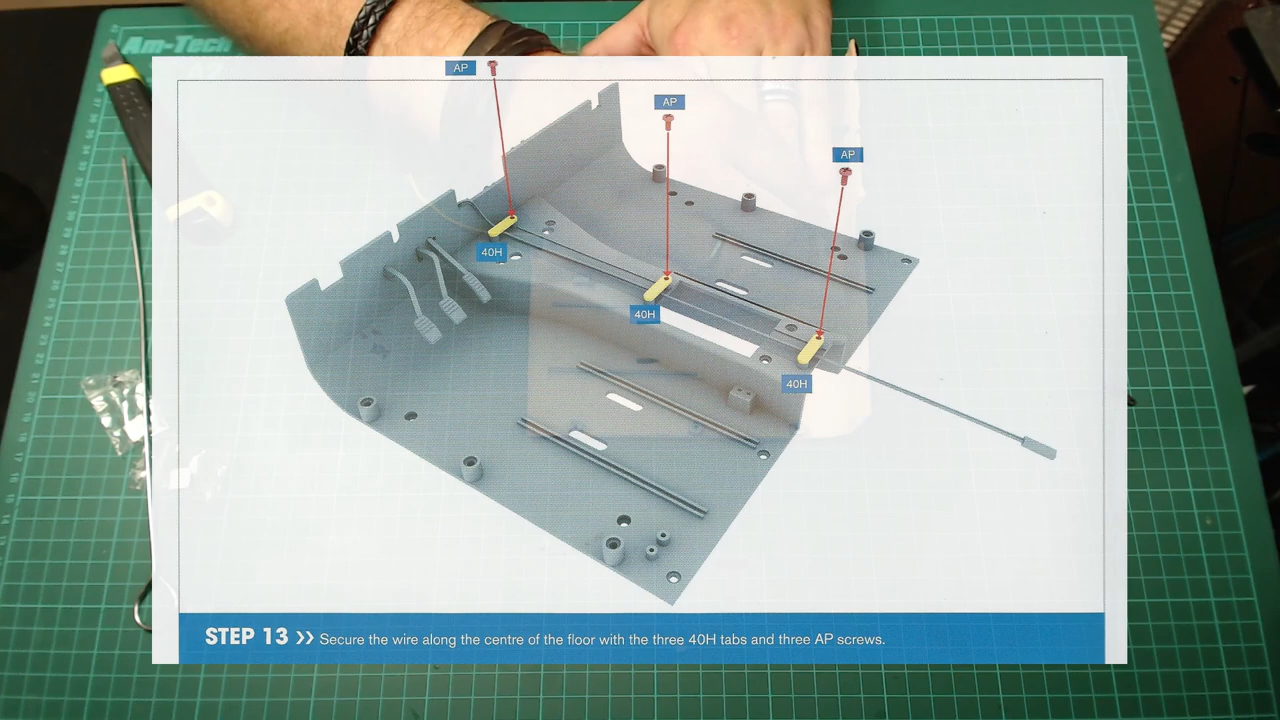 Am-Tech
AP
AP
AP
40H
40H
40H
STEP 13 » Secure the wire along the centre of the floor with the three 40H tabs and three AP screws.